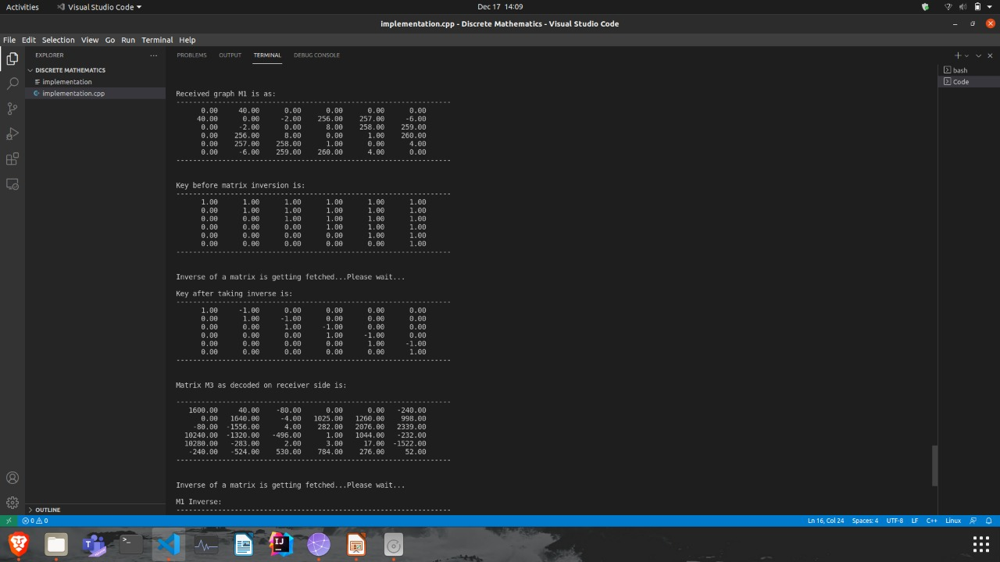 Activities Visual Studio Code Dec 17 14:09
implementation.cpp - Discrete Mathematics - Visual Studio Code
File Edit Selection View Go Run Terminal Help
EXPLORER ... PROBLEMS OUTPUT TERMINAL DEBUG CONSOLE
DISCRETE MATHEMATICS
implementation
implementation.cpp
bash
Code
Received graph M1 is as:
------------------------------------------------------------------
0.00 40.00 0.00 0.00 0.00 0.00
40.00 0.00 -2.00 256.00 257.00 -6.00
0.00 -2.00 0.00 8.00 258.00 259.00
0.00 256.00 8.00 0.00 1.00 260.00
0.00 257.00 258.00 1.00 0.00 4.00
0.00 -6.00 259.00 260.00 4.00 0.00
------------------------------------------------------------------
Key before matrix inversion is:
------------------------------------------------------------------
1.00 1.00 1.00 1.00 1.00 1.00
0.00 1.00 1.00 1.00 1.00 1.00
0.00 0.00 1.00 1.00 1.00 1.00
0.00 0.00 0.00 1.00 1.00 1.00
0.00 0.00 0.00 0.00 1.00 1.00
0.00 0.00 0.00 0.00 0.00 1.00
------------------------------------------------------------------
Inverse of a matrix is getting fetched...Please wait...
Key after taking inverse is:
------------------------------------------------------------------
1.00 -1.00 0.00 0.00 0.00 0.00
0.00 1.00 -1.00 0.00 0.00 0.00
0.00 0.00 1.00 -1.00 0.00 0.00
0.00 0.00 0.00 1.00 -1.00 0.00
0.00 0.00 0.00 0.00 1.00 -1.00
0.00 0.00 0.00 0.00 0.00 1.00
------------------------------------------------------------------
Matrix M3 as decoded on receiver side is:
------------------------------------------------------------------
1600.00 40.00 -80.00 0.00 0.00 -240.00
0.00 1640.00 -4.00 1025.00 1260.00 998.00
-80.00 -1556.00 4.00 282.00 2076.00 2339.00
10240.00 -1320.00 -496.00 1.00 1044.00 -232.00
10280.00 -283.00 2.00 3.00 17.00 -1522.00
-240.00 -524.00 530.00 784.00 276.00 52.00
------------------------------------------------------------------
Inverse of a matrix is getting fetched...Please wait...
M1 Inverse:
------------------------------------------------------------------
OUTLINE
0 0 Ln 16, Col 24 Spaces: 4 UTF-8 LF C++ Linux